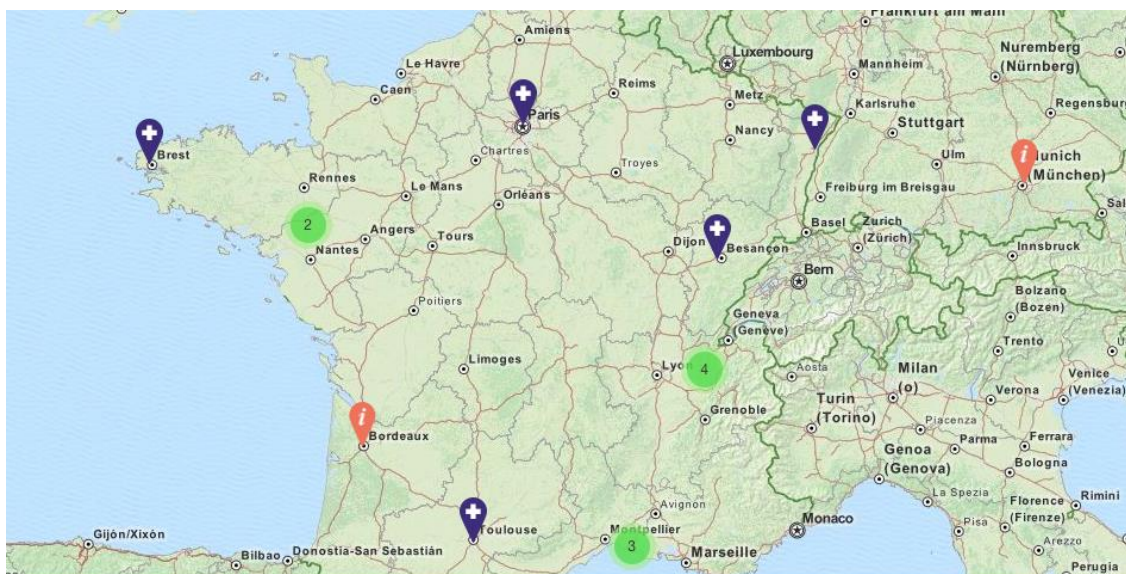 Frankfurt am Main
Amiens
Luxembourg
Nuremberg
(Nürnberg)
Le Havre
Reims
Mannheim
Caen
Metz
Karlsruhe
Regensburg
Paris
Nancy
Stuttgart
Brest
Chartres
Troyes
Ulm
i
Munich
(München)
Rennes
Le Mans
Orléans
Freiburg im Breisgau
Sal
2
Angers
Basel
Zurich
(Zürich)
Nantes
Tours
Dijon
Besançon
Innsbruck
Bern
Bolzano
(Bozen)
Poitiers
Geneva
(Genève)
Trento
Limoges
Lyon
4
Aosta
Milan
(o)
Venice
(Venezia)
Verona
Turin
(Torino)
Grenoble
Piacenza
i
Bordeaux
Parma
Ferrara
Genoa
(Genova)
Bologna
La Spezia
Avignon
Florence
(Firenze)
Rimini
Toulouse
Montpellier
Monaco
Pisa
Gijón/Xixón
3
Arezzo
Bilbao
Donostia-San Sebastián
Marseille
Perugia